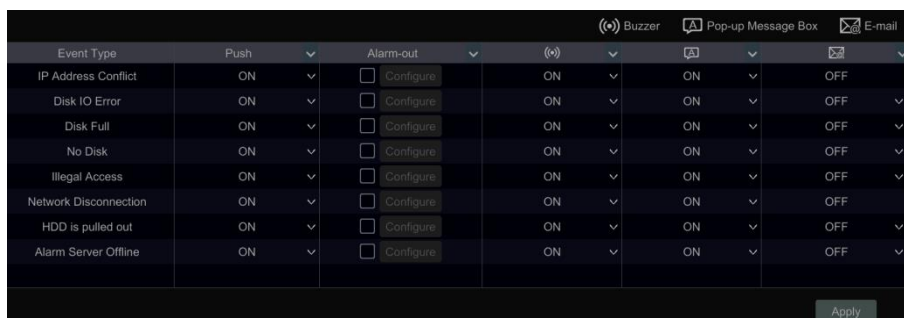 Buzzer A Pop-up Message Box E-mail
Event Type Push Alarm-out A
IP Address Conflict ON Configure ON ON OFF
Disk IO Error ON Configure ON ON OFF
Disk Full ON Configure ON ON OFF
No Disk ON Configure ON ON OFF
Illegal Access ON Configure ON ON OFF
Network Disconnection ON Configure ON ON OFF
HDD is pulled out ON Configure ON ON OFF
Alarm Server Offline ON Configure ON ON OFF
Apply